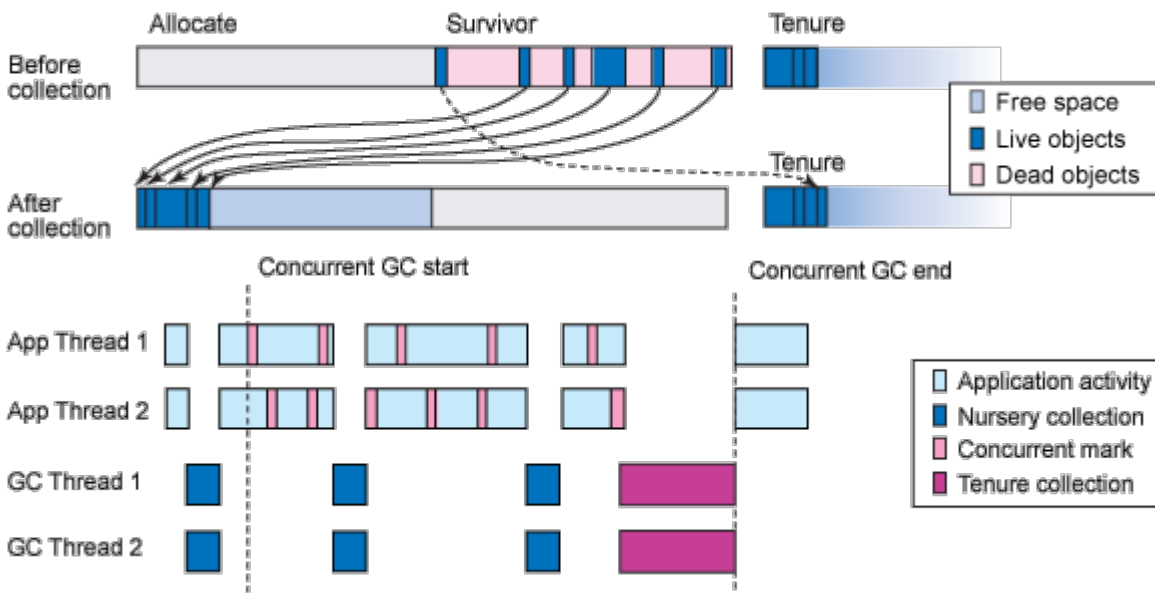 Allocate Survivor Tenure
Before
collection
Free space
Live objects
Dead objects
Tenure
After
collection
Concurrent GC start
Concurrent GC end
App Thread 1
App Thread 2
GC Thread 1
GC Thread 2
Application activity
Nursery collection
Concurrent mark
Tenure collection